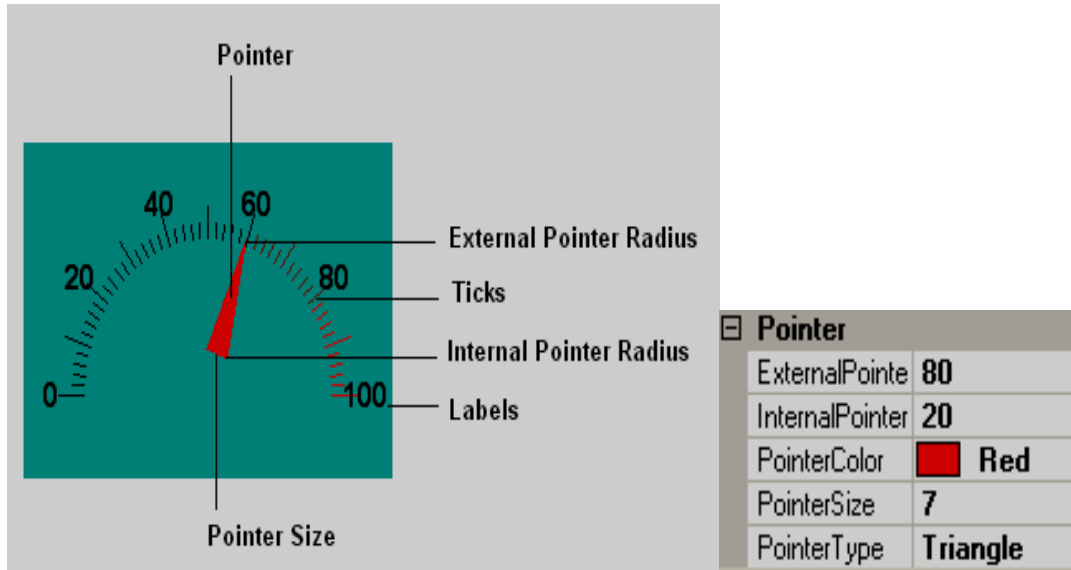 Pointer
40
60
External Pointer Radius
20
80
Ticks
Internal Pointer Radius
0
100
Labels
Pointer Size
Pointer
ExternalPointe 80
InternalPointer 20
PointerColor Red
PointerSize 7
PointerType Triangle